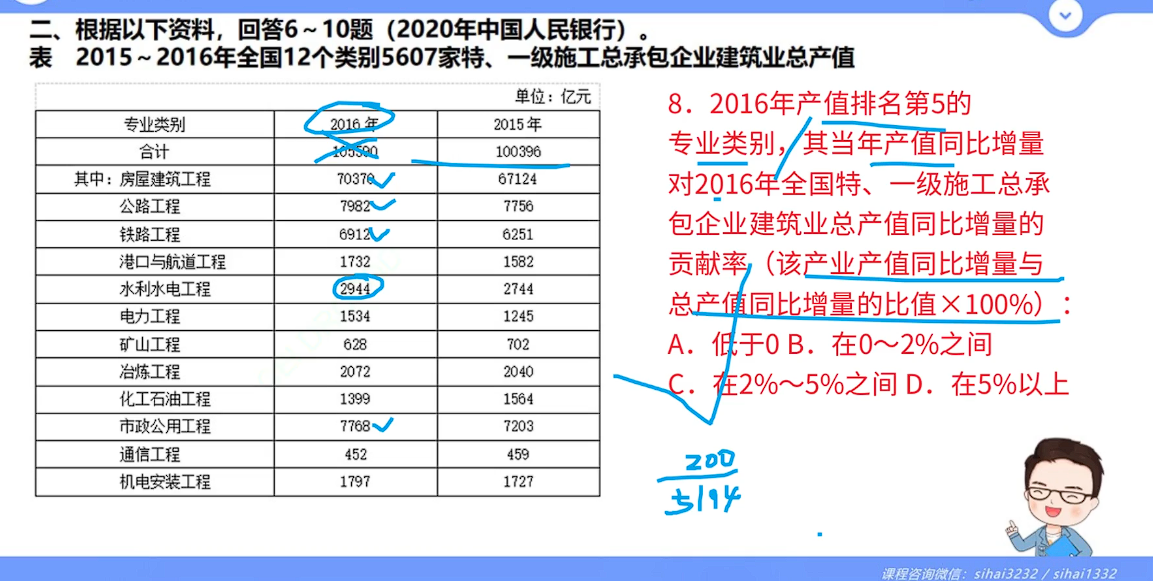 二、根据以下资料，回答6～10题（2020年中国人民银行）。
表 2015～2016年全国12个类别5607家特、一级施工总承包企业建筑业总产值
单位：亿元
专业类别 2016 年 2015 年
合计 105590 100396
其中：房屋建筑工程 70370 67124
公路工程 7982 7756
铁路工程 6912 6251
港口与航道工程 1732 1582
水利水电工程 2944 2744
电力工程 1534 1245
矿山工程 628 702
冶炼工程 2072 2040
化工石油工程 1399 1564
市政公用工程 7768 7203
通信工程 452 459
机电安装工程 1797 1727
8．2016年产值排名第5的
专业类别，其当年产值同比增量
对2016年全国特、一级施工总承
包企业建筑业总产值同比增量的
贡献率（该产业产值同比增量与
总产值同比增量的比值×100%）：
A．低于0 B．在0～2%之间
C．在2%～5%之间 D．在5%以上
200
5194
课程咨询微信：sihai3232 / sihai1332